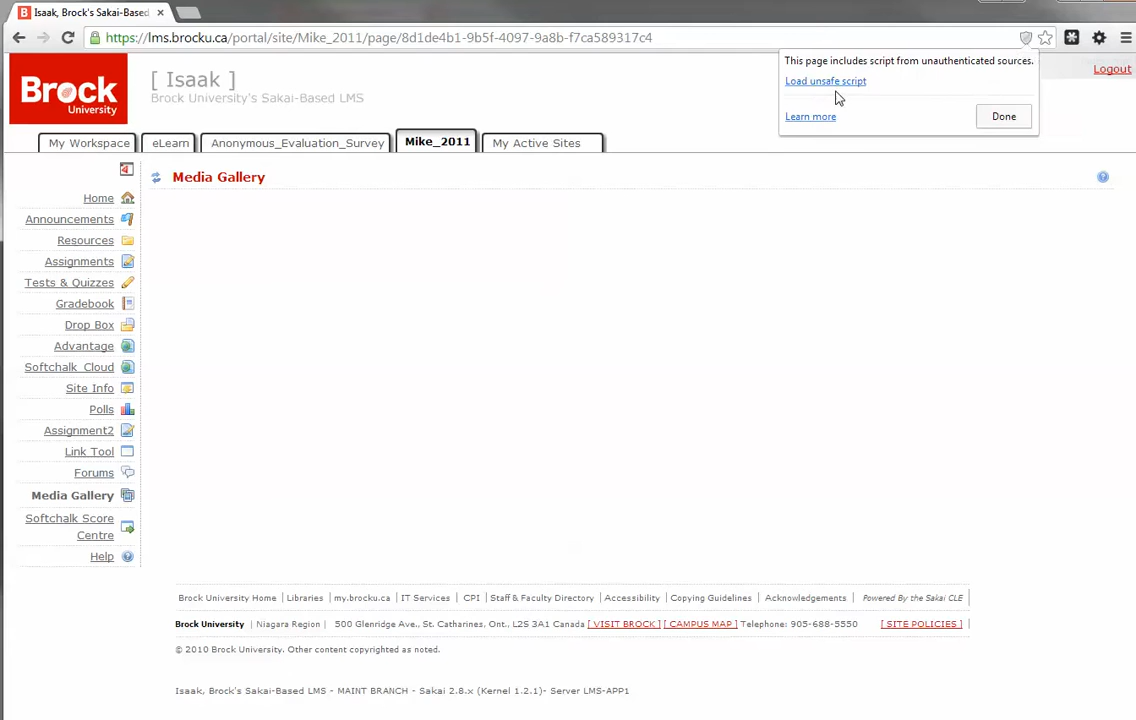 Isaak, Brock's Sakai-Based
https://lms.brocku.ca/portal/site/Mike_2011/page/8d1de4b1-9b5f-4097-9a8b-f7ca589317c4
This page includes script from unauthenticated sources.
Load unsafe script
Learn more
Done
Logout
Brock
University
[ Isaak ]
Brock University's Sakai-Based LMS
My Workspace
eLearn
Anonymous_Evaluation_Survey
Mike_2011
My Active Sites
Media Gallery
Home
Announcements
Resources
Assignments
Tests & Quizzes
Gradebook
Drop Box
Advantage
Softchalk_Cloud
Site Info
Polls
Assignment2
Link Tool
Forums
Media Gallery
Softchalk Score
Centre
Help
Brock University Home | Libraries | my.brocku.ca | IT Services | CPI | Staff & Faculty Directory | Accessibility | Copying Guidelines | Acknowledgements | Powered By the Sakai CLE
Brock University | Niagara Region | 500 Glenridge Ave., St. Catharines, Ont., L2S 3A1 Canada [ VISIT BROCK ] [ CAMPUS MAP ] Telephone: 905-688-5550 [ SITE POLICIES ] |
© 2010 Brock University. Other content copyrighted as noted.
Isaak, Brock's Sakai-Based LMS - MAINT BRANCH - Sakai 2.8.x (Kernel 1.2.1)- Server LMS-APP1